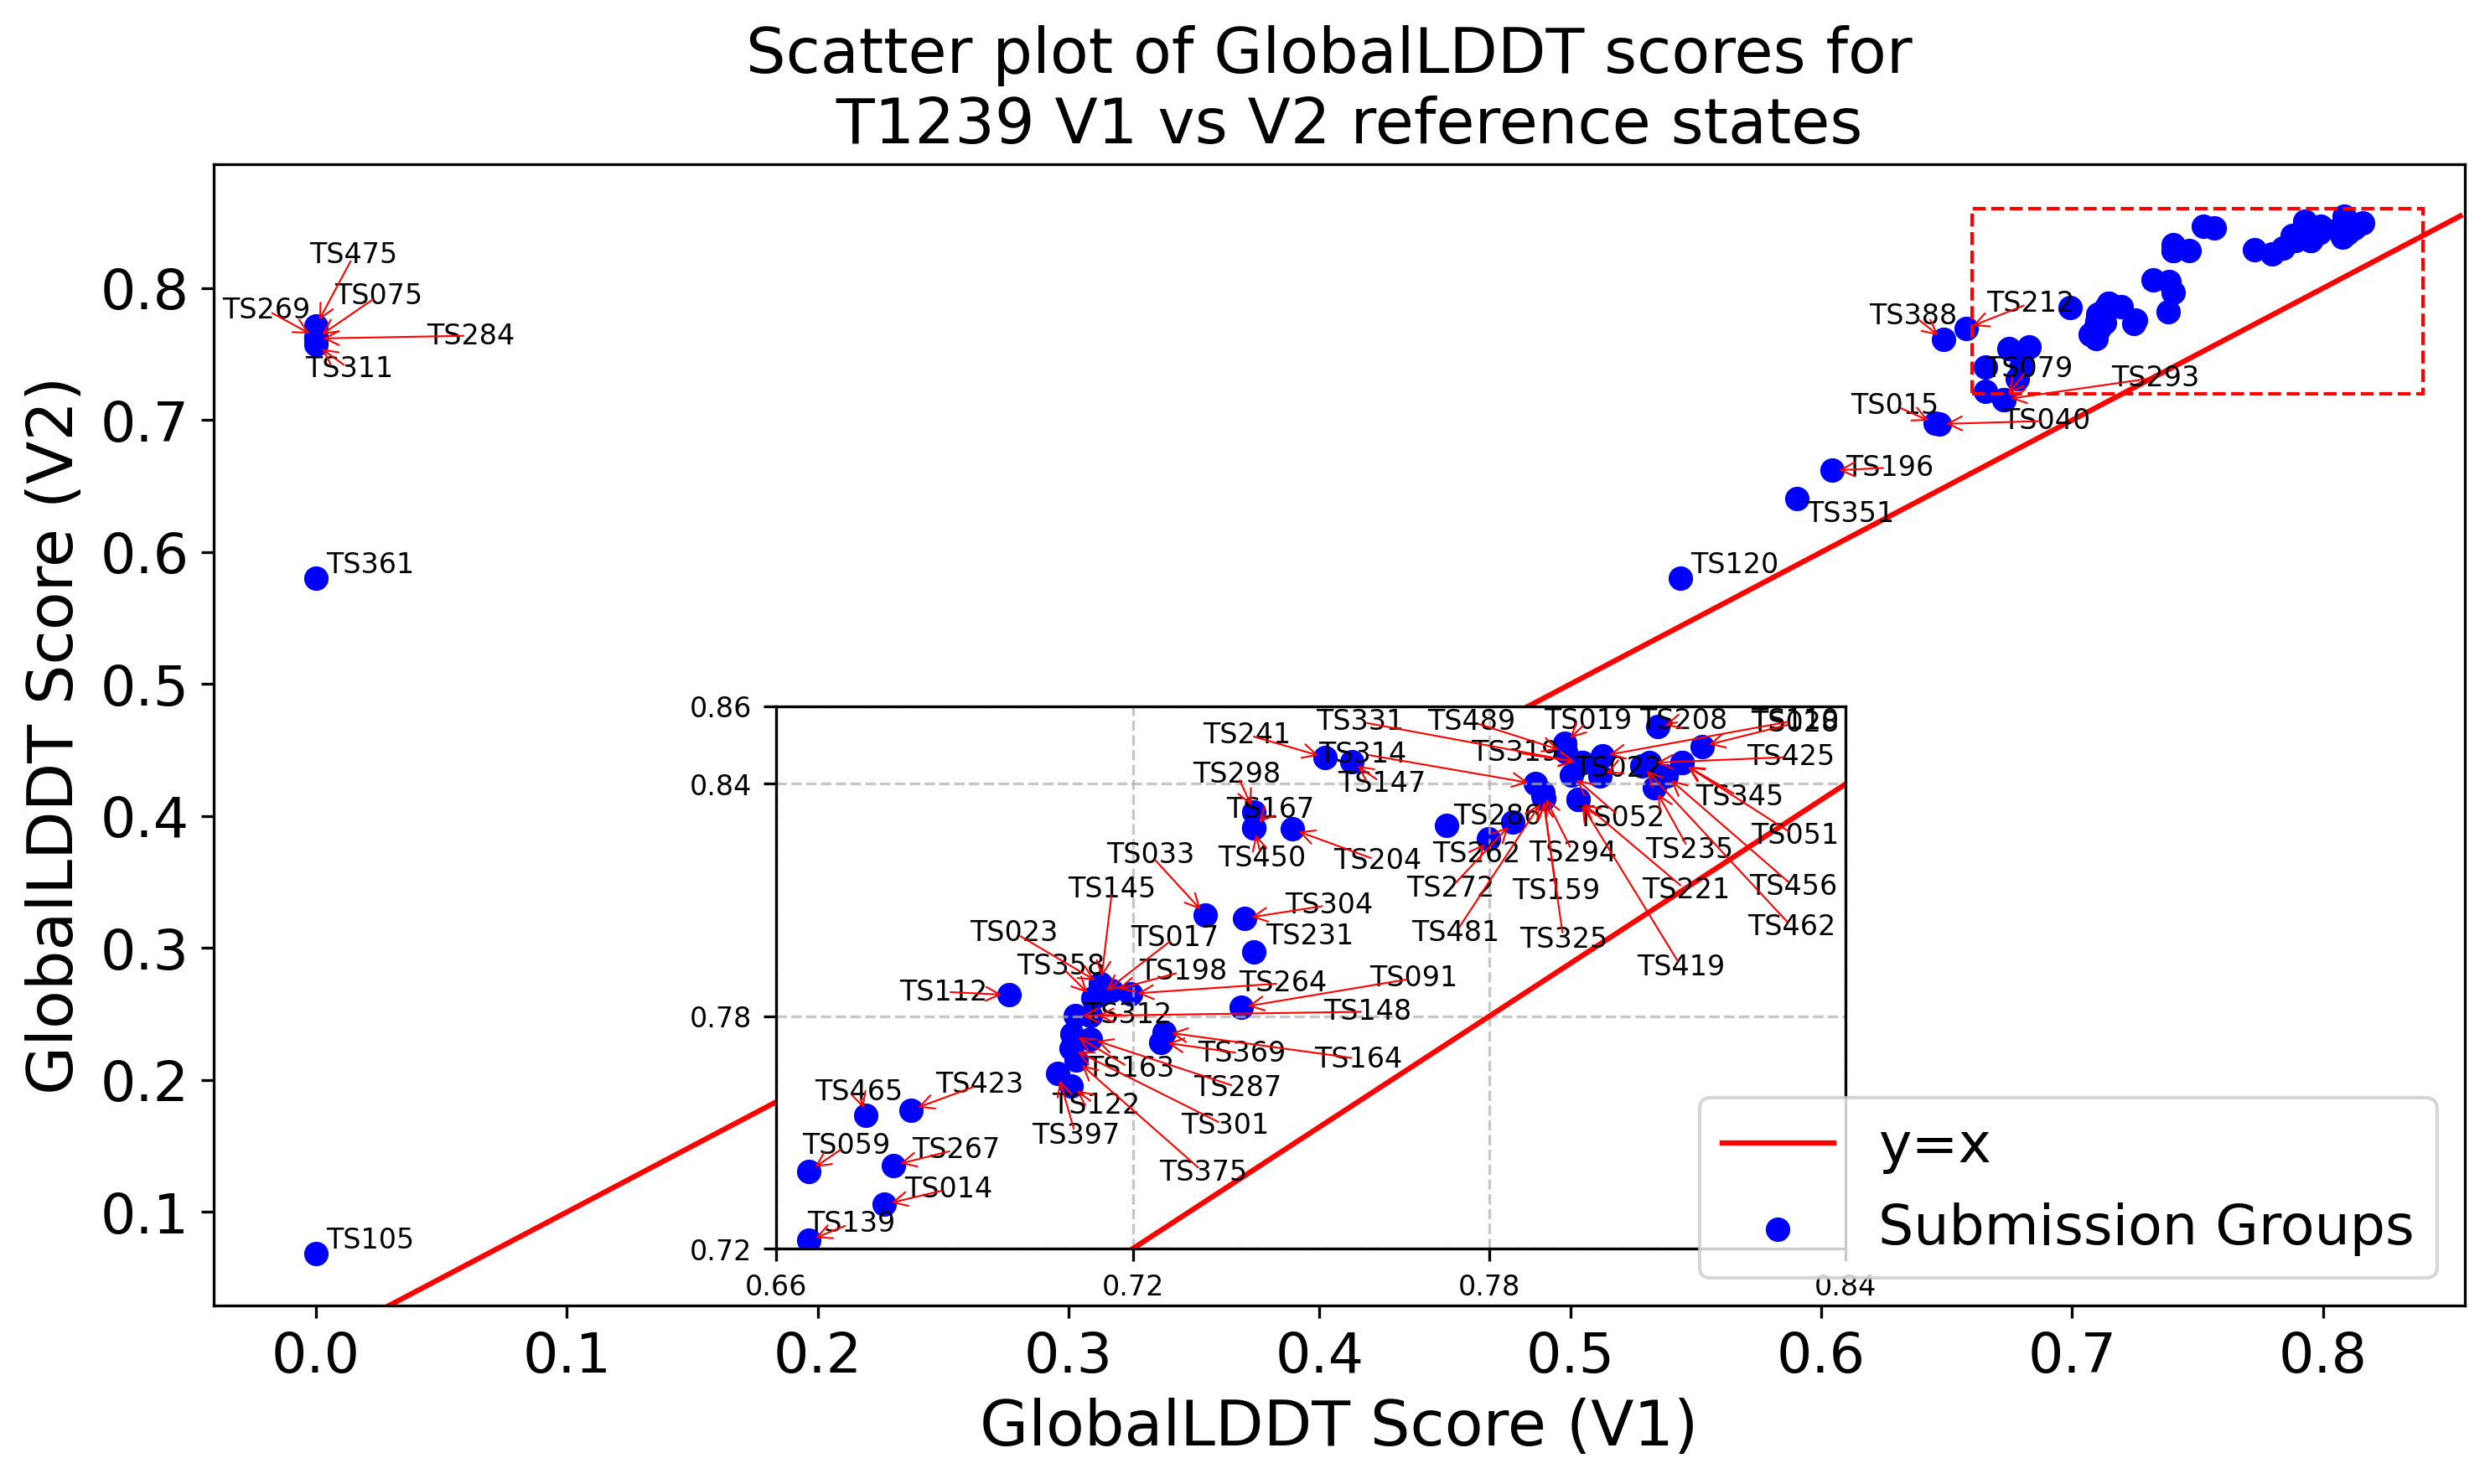 Scatter plot of GlobalLDDT scores for
T1239 V1 vs V2 reference states
GlobalLDDT Score (V2)
0.8
0.7
0.6
0.5
0.4
0.3
0.2
0.1
TS475
TS269
TS075
TS284
TS311
TS361
TS105
TS388
TS212
TS079
TS293
TS015
TS040
TS196
TS351
TS120
0.86
0.84
0.78
0.72
TS331
TS489
TS019
TS208
TS028
TS241
TS314
TS319
TS425
TS298
TS147
TS022
TS345
TS167
TS286
TS052
TS051
TS033
TS450
TS204
TS262
TS294
TS235
TS145
TS272
TS159
TS221
TS456
TS304
TS023
TS017
TS231
TS481
TS325
TS462
TS358
TS198
TS264
TS091
TS419
TS112
TS312
TS148
TS369
TS164
TS163
TS287
TS465
TS423
TS122
TS301
TS397
TS059
TS267
TS375
TS014
TS139
0.66
0.72
0.78
0.84
y=x
Submission Groups
0.0
0.1
0.2
0.3
0.4
0.5
0.6
0.7
0.8
GlobalLDDT Score (V1)